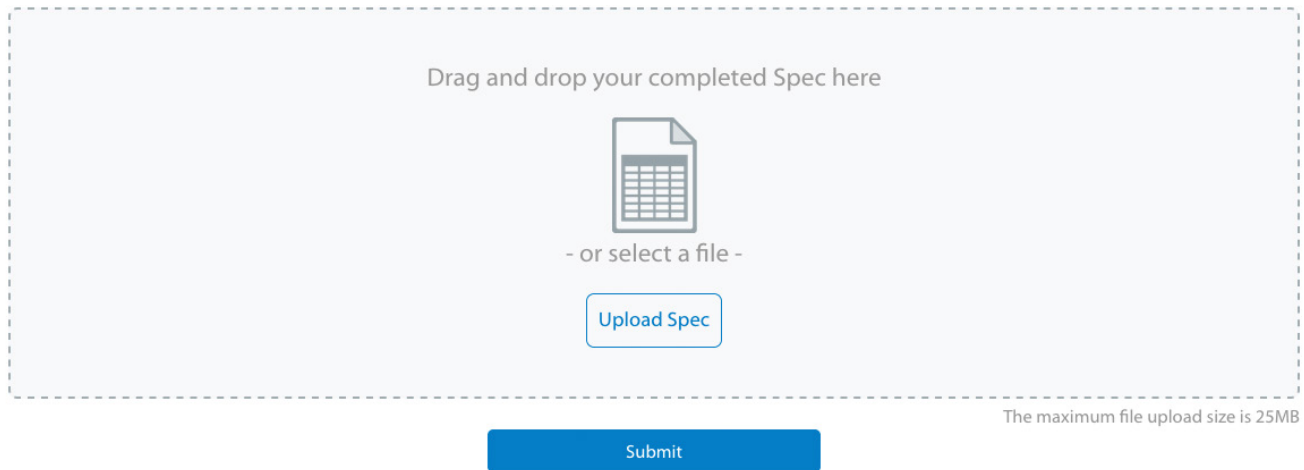 Drag and drop your completed Spec here
- or select a file -
Upload Spec
The maximum file upload size is 25MB
Submit